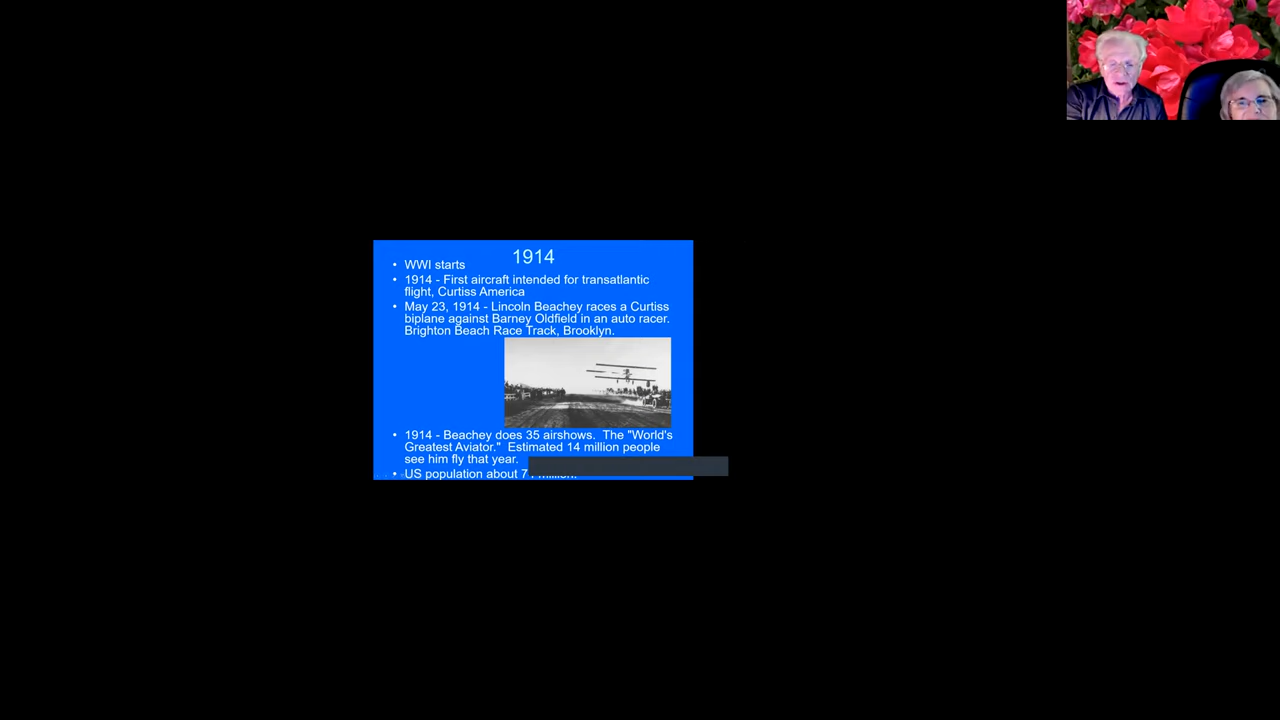 1914
• WWI starts
• 1914 - First aircraft intended for transatlantic
flight, Curtiss America
• May 23, 1914 - Lincoln Beachey races a Curtiss
biplane against Barney Oldfield in an auto racer.
Brighton Beach Race Track, Brooklyn.
• 1914 - Beachey does 35 airshows. The "World's
Greatest Aviator." Estimated 14 million people
see him fly that year.
• US population about